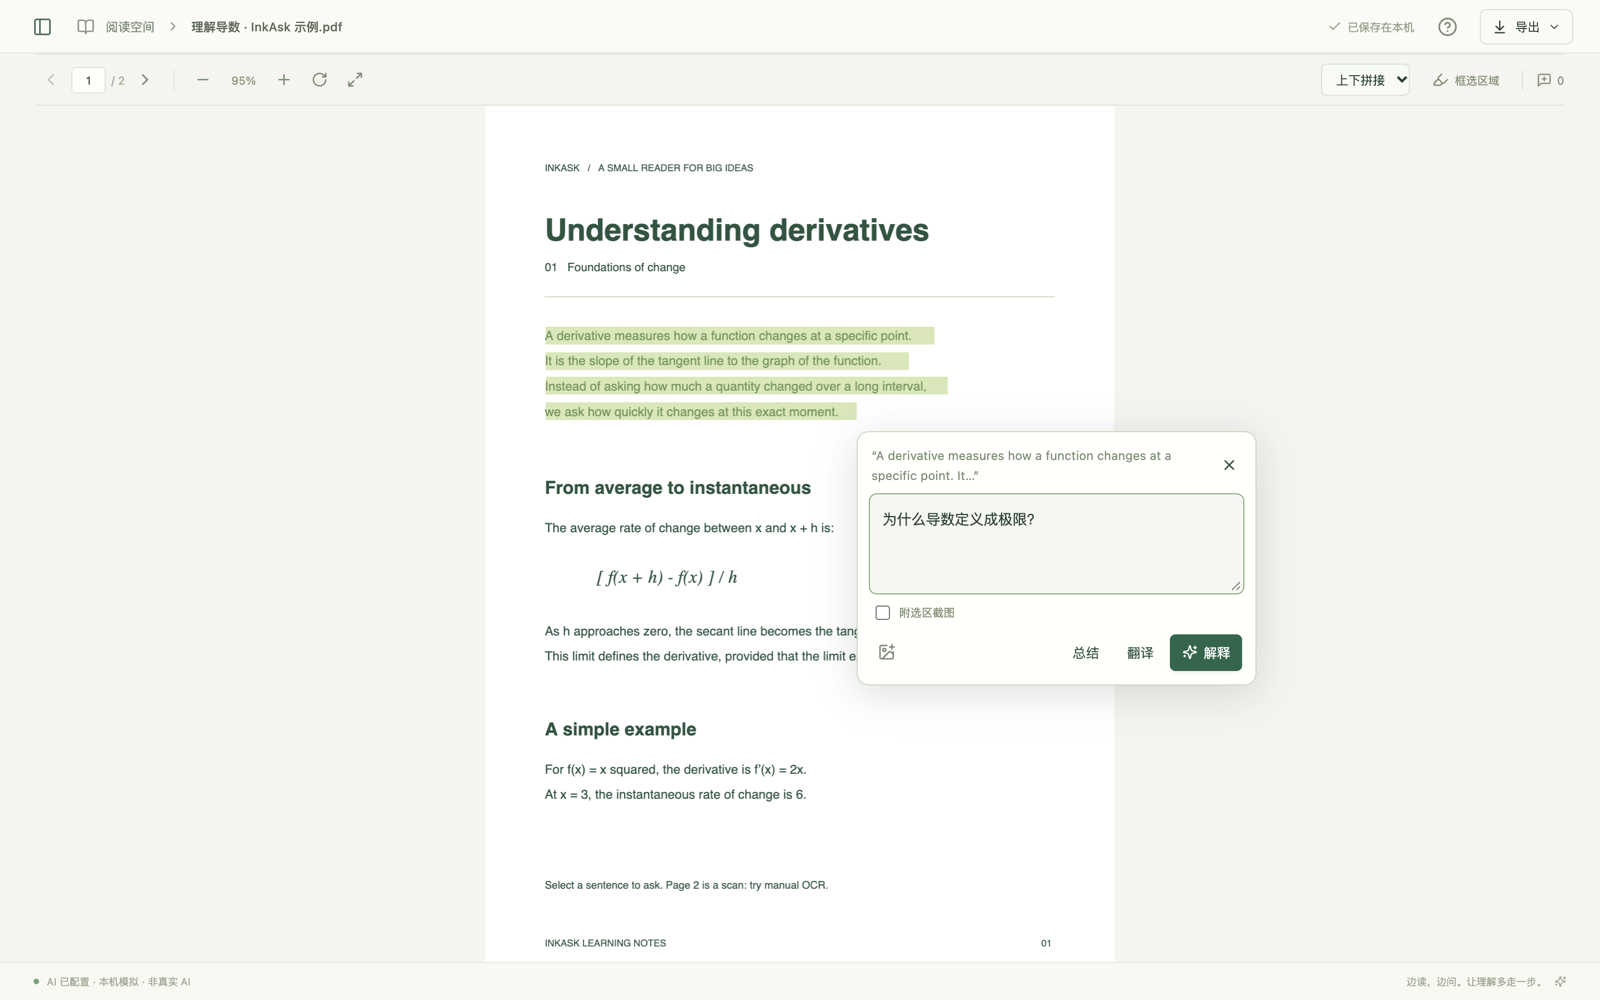 阅读空间 > 理解导数 · InkAsk 示例.pdf
已保存在本机
导出
1 / 2
95%
上下拼接
框选区域
0
INKASK / A SMALL READER FOR BIG IDEAS
Understanding derivatives
01 Foundations of change
A derivative measures how a function changes at a specific point.
It is the slope of the tangent line to the graph of the function.
Instead of asking how much a quantity changed over a long interval,
we ask how quickly it changes at this exact moment.
From average to instantaneous
The average rate of change between x and x + h is:
[ f(x + h) - f(x) ] / h
As h approaches zero, the secant line becomes the
This limit defines the derivative, provided that the limit
“A derivative measures how a function changes at a
specific point. It...”
为什么导数定义成极限?
附选区截图
总结
翻译
解释
A simple example
For f(x) = x squared, the derivative is f'(x) = 2x.
At x = 3, the instantaneous rate of change is 6.
Select a sentence to ask. Page 2 is a scan: try manual OCR.
INKASK LEARNING NOTES
01
AI 已配置 · 本机模拟 · 非真实 AI
边读，边问。让理解多走一步。